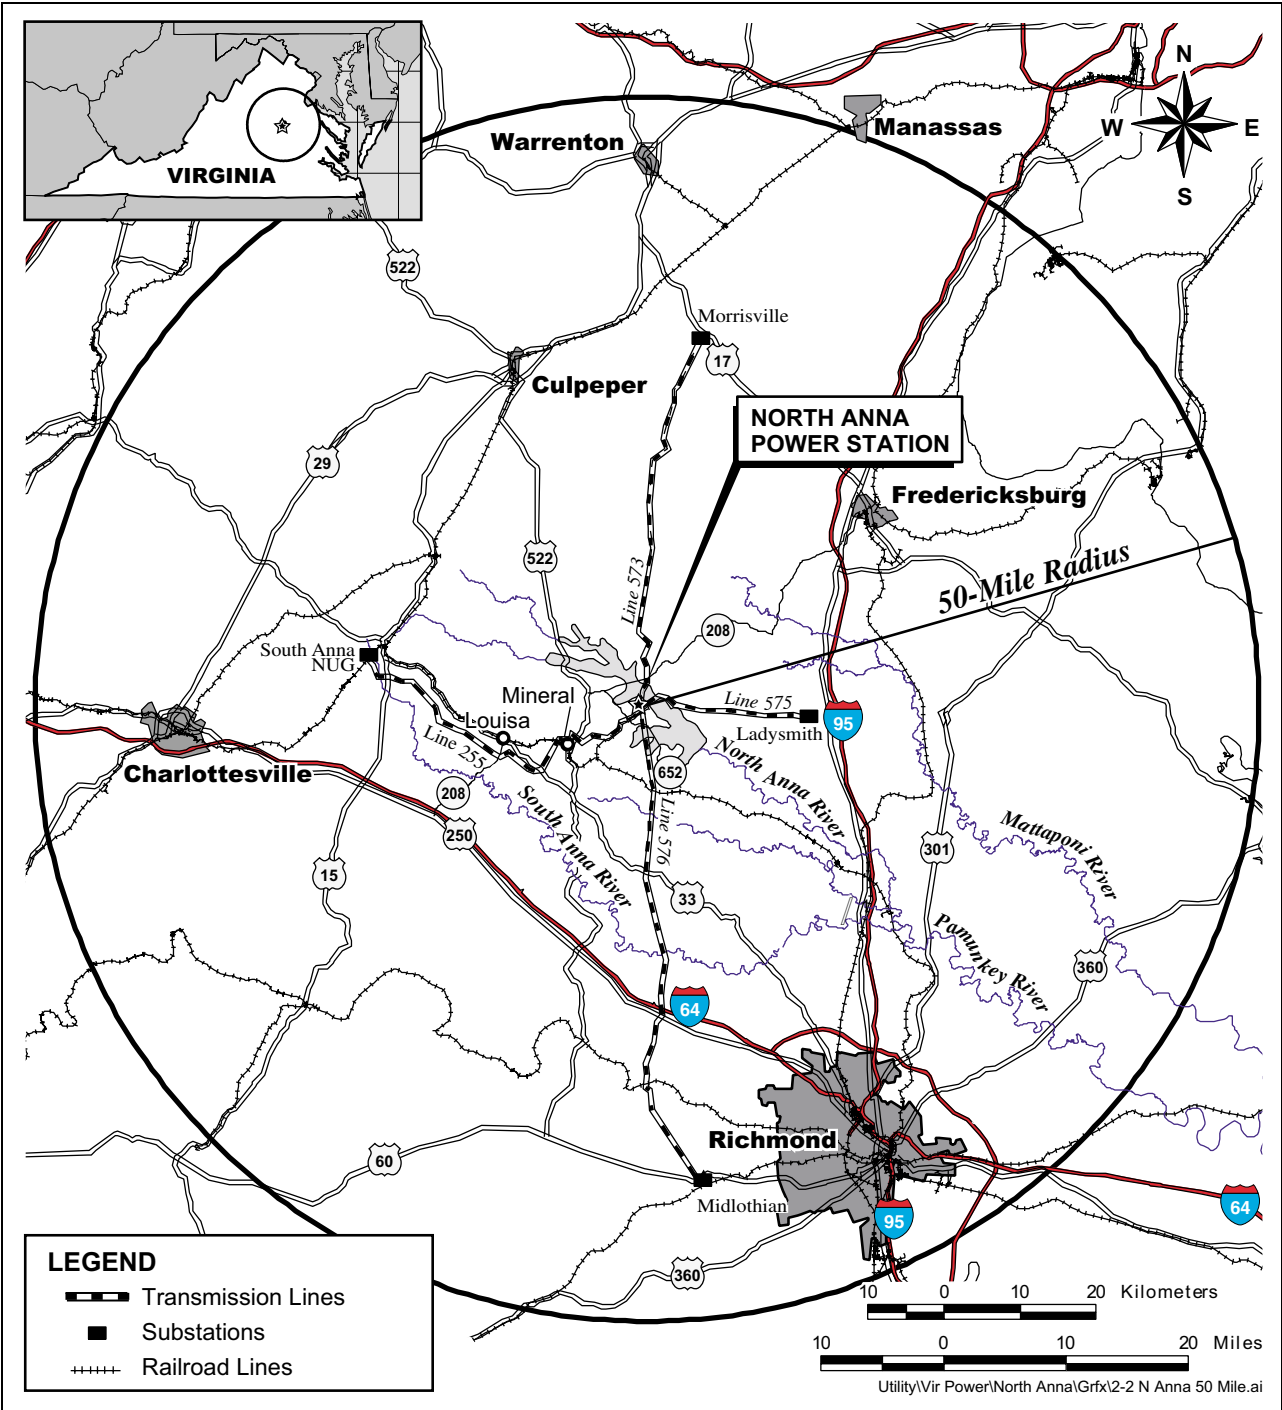 VIRGINIA
N
W
E
S
Warrenton
Manassas
522
Morrisville
17
Culpeper
NORTH ANNA
POWER STATION
29
Fredericksburg
522
Line 573
50-Mile Radius
208
South Anna
NUG
Mineral
Line 575
Louisa
Ladysmith
95
Line 255
Charlottesville
652
North Anna River
208
South Anna River
250
Line 576
301
Mattaponi River
15
33
Pamunkey River
360
64
Richmond
60
Midlothian
95
64
360
LEGEND
Transmission Lines
Substations
Railroad Lines
10 0 10 20 Kilometers
10 0 10 20 Miles
Utility\Vir Power\North Anna\Grfx\2-2 N Anna 50 Mile.ai